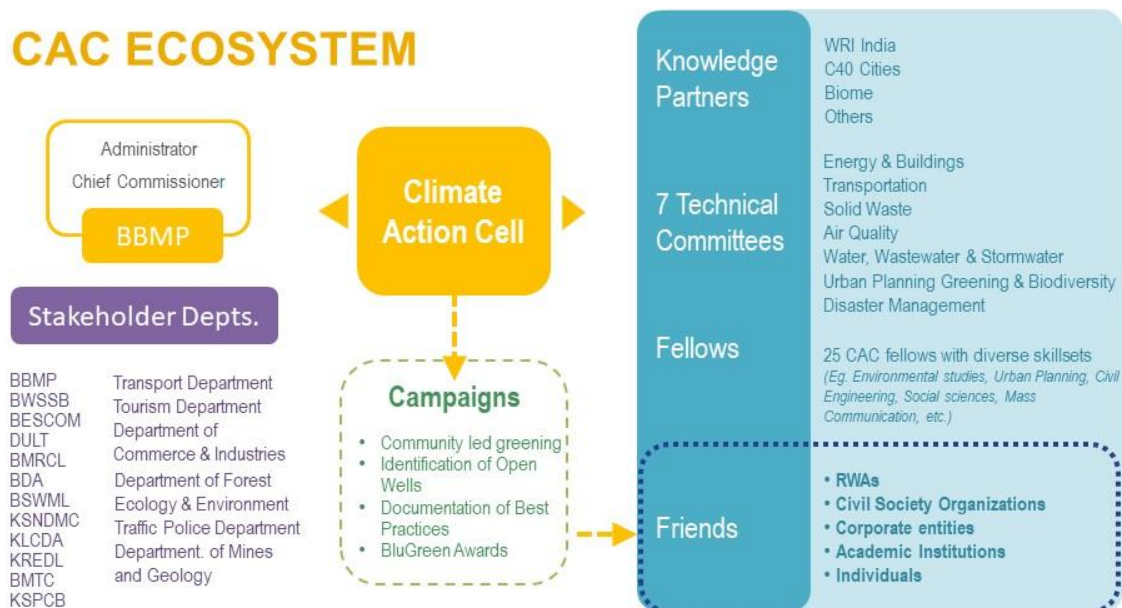 CAC ECOSYSTEM
Administrator
Chief Commissioner
BBMP
Stakeholder Depts.
BBMP
BWSSB
BESCOM
DULT
BMRCL
BDA
BSWML
KSNDMC
KLCDA
KREDL
BMTC
KSPCB
Transport Department
Tourism Department
Department of
Commerce & Industries
Department of Forest
Ecology & Environment
Traffic Police Department
Department. of Mines
and Geology
Climate
Action Cell
Campaigns
• Community led greening
• Identification of Open
Wells
• Documentation of Best
Practices
• BluGreen Awards
Knowledge
Partners
WRI India
C40 Cities
Biome
Others
7 Technical
Committees
Energy & Buildings
Transportation
Solid Waste
Air Quality
Water, Wastewater & Stormwater
Urban Planning Greening & Biodiversity
Disaster Management
Fellows
25 CAC fellows with diverse skillsets
(Eg. Environmental studies, Urban Planning, Civil
Engineering, Social sciences, Mass
Communication, etc.)
Friends
• RWAs
• Civil Society Organizations
• Corporate entities
• Academic Institutions
• Individuals